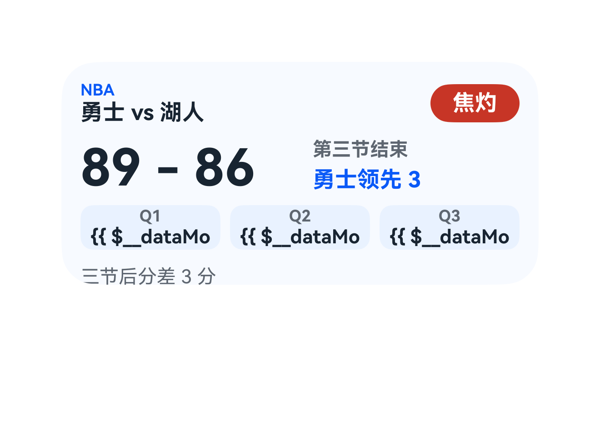 NBA
勇士 vs 湖人
焦灼
89 - 86
第三节结束
勇士领先 3
Q1
{{ $__dataMo
Q2
{{ $__dataMo
Q3
{{ $__dataMo
三节后分差 3 分